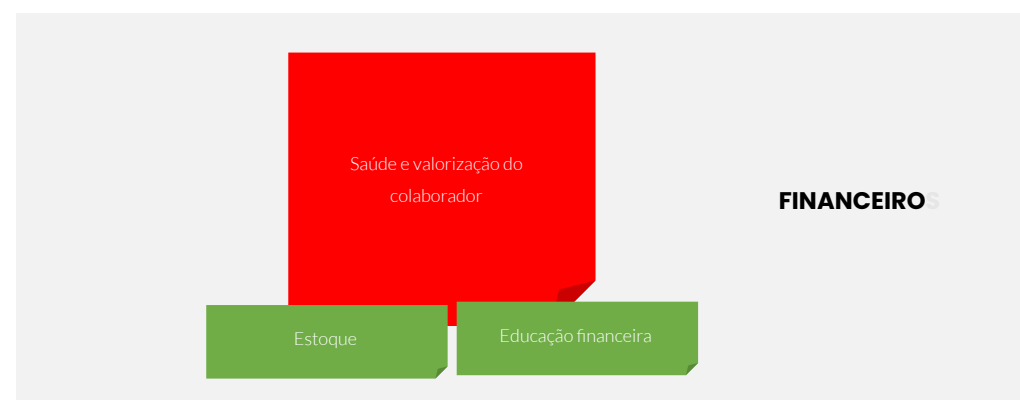 Saúde e valorização do
colaborador
FINANCEIROS
Estoque
Educação financeira